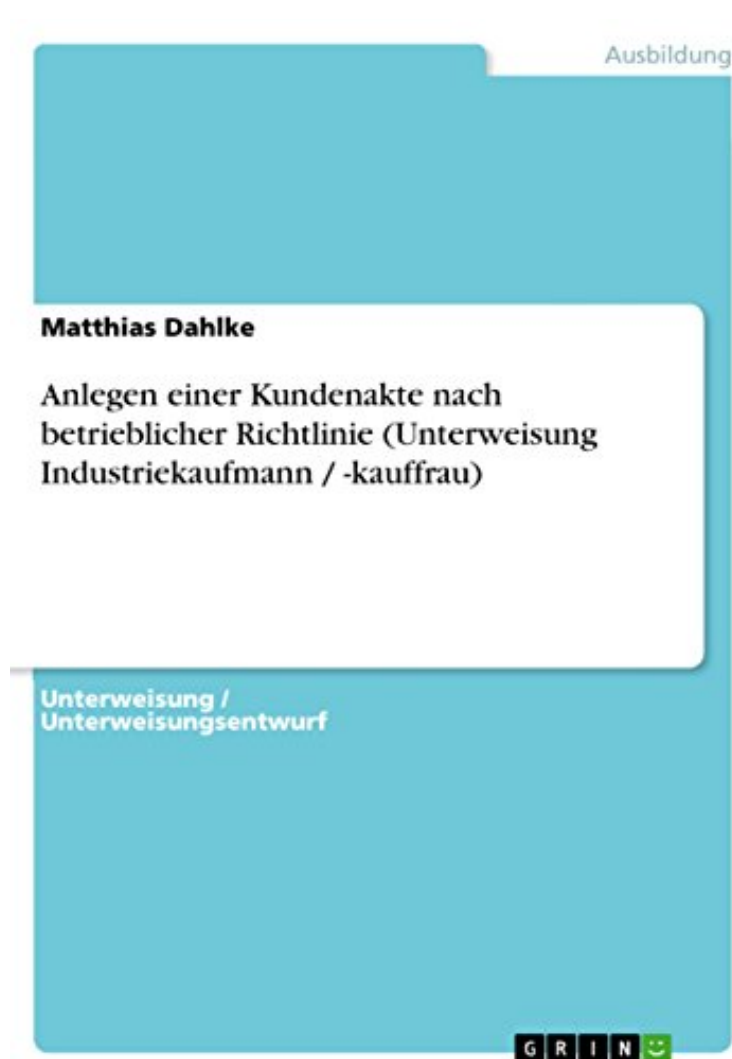 Ausbildung
Matthias Dahlke
Anlegen einer Kundenakte nach
betrieblicher Richtlinie (Unterweisung
Industriekaufmann / -kauffrau)
Unterweisung /
Unterweisungsentwurf
GRIN